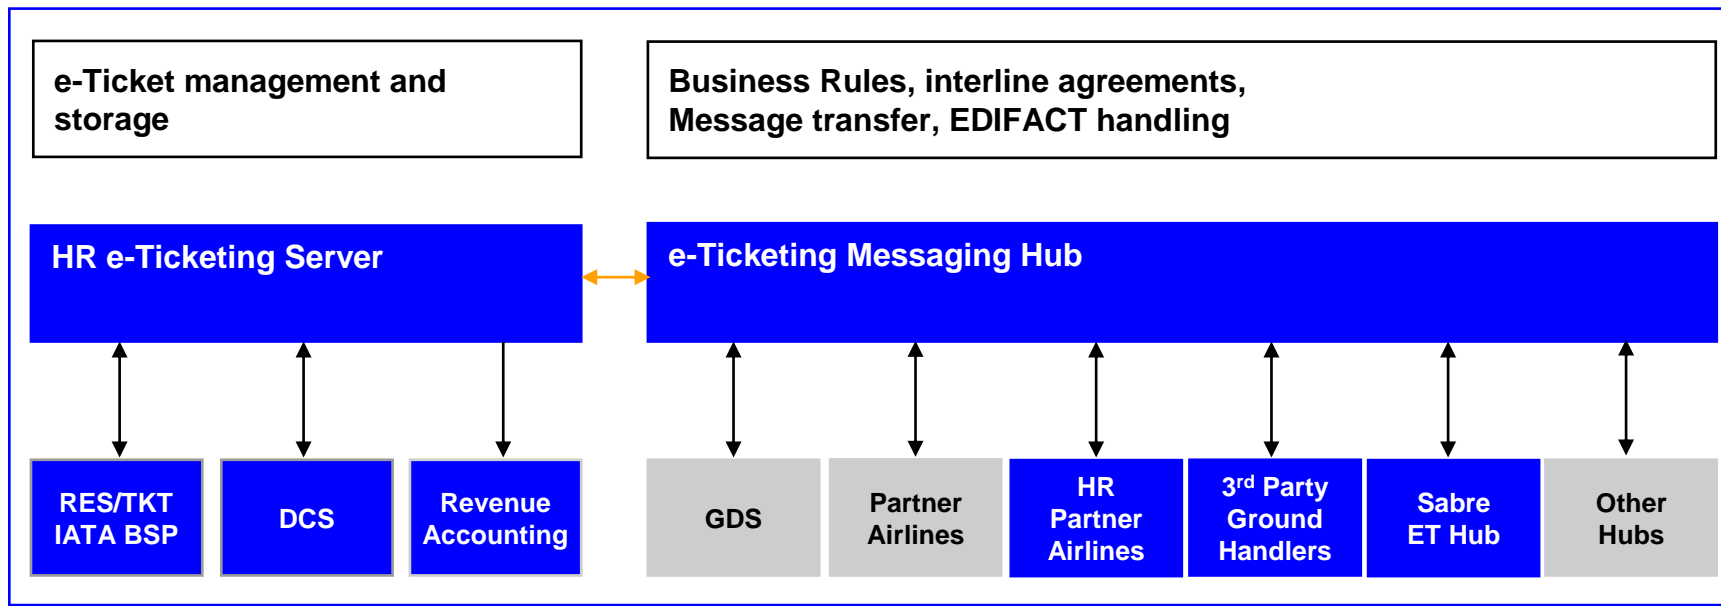 e-Ticket management and
storage
Business Rules, interline agreements,
Message transfer, EDIFACT handling
HR e-Ticketing Server
e-Ticketing Messaging Hub
RES/TKT
IATA BSP
DCS
Revenue
Accounting
GDS
Partner
Airlines
HR
Partner
Airlines
3rd Party
Ground
Handlers
Sabre
ET Hub
Other
Hubs